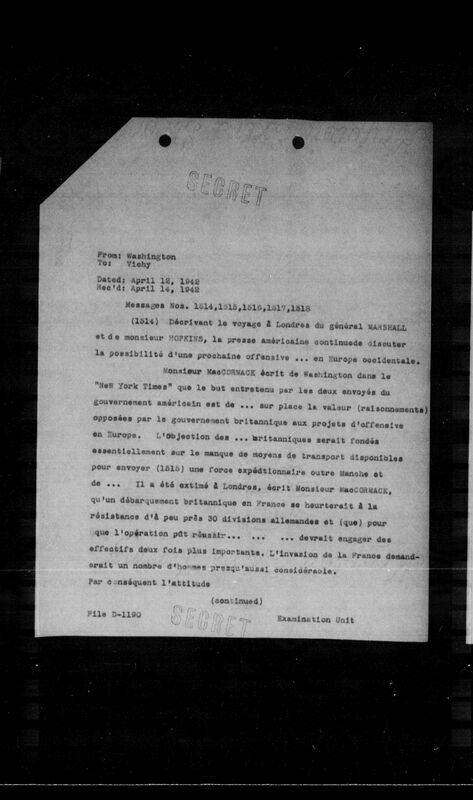 SECRET
From: Washington
To: Vichy
Dated: April 12, 1942
Rec'd: April 14, 1942
Messages Nos. 1514,1515,1516,1517,1518
(1514) Décrivant le voyage à Londres du général MARSHALL
et de monsieur HOPKINS, la presse américaine continuede discuter
la possibilité d'une prochaine offensive ... en Europe occidentale.
Monsieur MacCORMACK écrit de Washington dans le
"New York Times" que le but entretenu par les deux envoyés du
gouvernement américain est de ... sur place la valeur (raisonnements)
opposées par le gouvernement britannique aux projets d'offensive
en Europe. L'objection des ... britanniques serait fondés
essentiellement sur le manque de moyens de transport disponibles
pour envoyer (1515) une force expédtionnaire outre Manche et
de ... Il a été extimé à Londres, écrit Monsieur MacCORMACK,
qu'un débarquement britannique en France se heurterait à la
résistance d'à peu près 30 divisions allemandes et (que) pour
que l'opération pût réussir... ... ... devrait engager des
effectifs deux fois plus importants. L'invasion de la France demand-
erait un nombre d'hommes presqu'aussi considérable.
Par conséquent l'attitude
(continued)
File D-1190
SECRET
Examination Unit